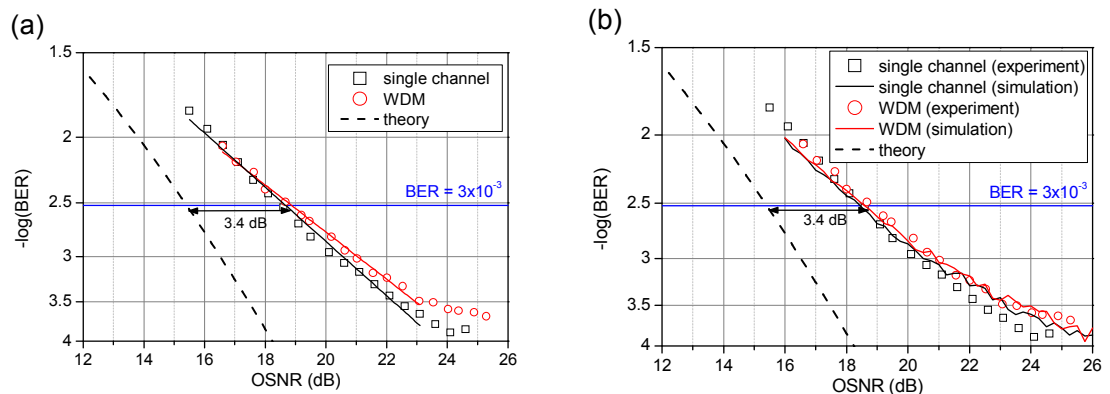 (a)
1.5
2
2.5
3
3.5
4
-log(BER)
single channel
WDM
theory
BER = 3x10-3
3.4 dB
12 14 16 18 20 22 24 26
OSNR (dB)
(b)
1.5
2
2.5
3
3.5
4
-log(BER)
single channel (experiment)
single channel (simulation)
WDM (experiment)
WDM (simulation)
theory
BER = 3x10-3
3.4 dB
12 14 16 18 20 22 24 26
OSNR (dB)